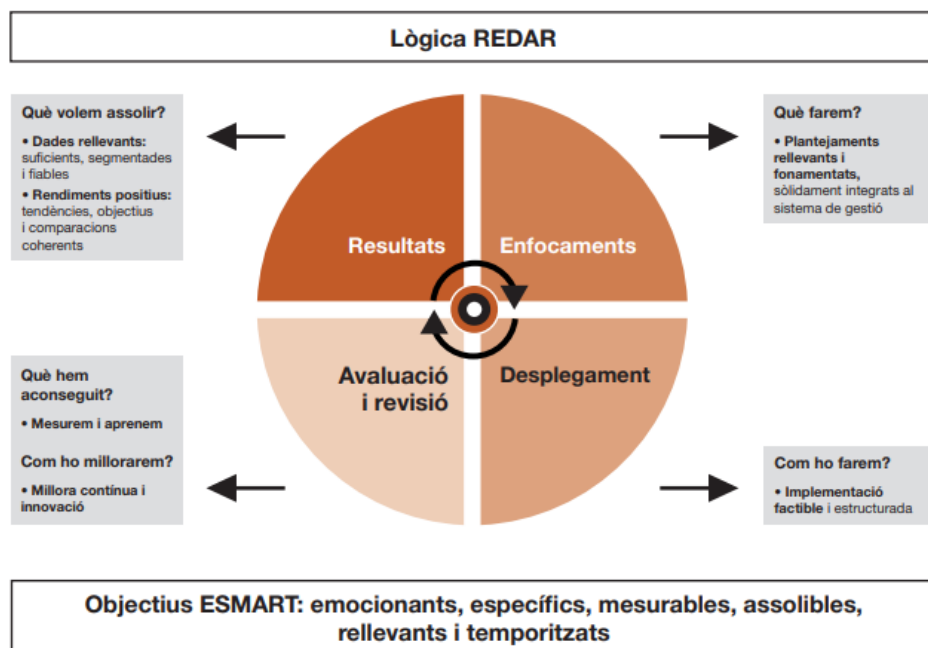 Lògica REDAR
Què volem assolir?
• Dades rellevants:
suficients, segmentades
i fiables
• Rendiments positius:
tendències, objectius
i comparacions
coherents
Què farem?
• Plantejaments
rellevants i
fonamentats,
sòlidament integrats al
sistema de gestió
Resultats
Enfocaments
Avaluació
i revisió
Desplegament
Què hem
aconseguit?
• Mesurem i aprenem
Com ho millorarem?
• Millora contínua i
innovació
Com ho farem?
• Implementació
factible i estructurada
Objectius ESMART: emocionants, específics, mesurables, assolibles,
rellevants i temporitzats